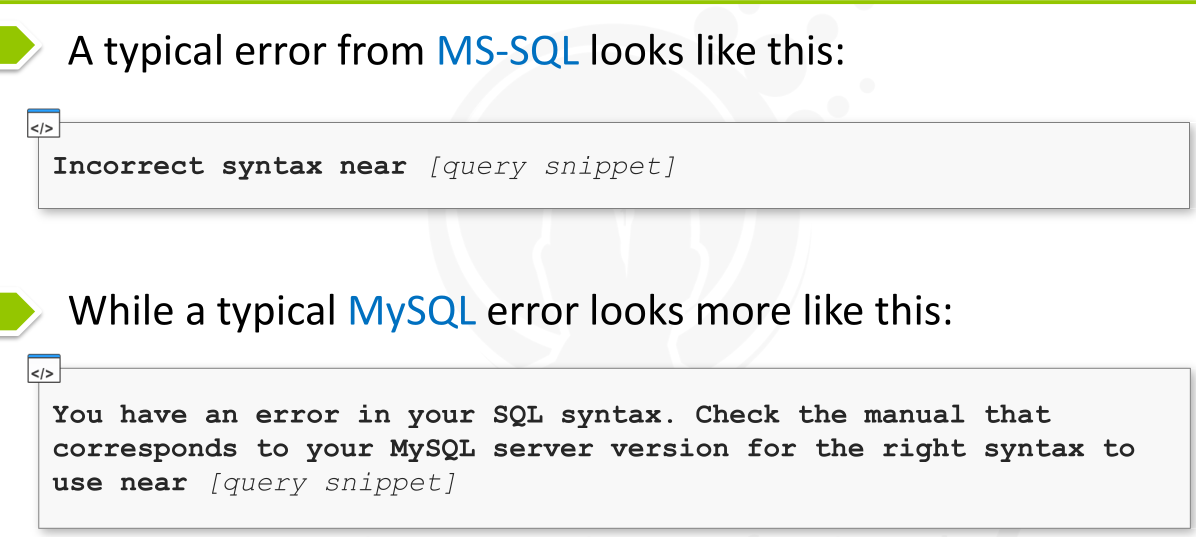 A typical error from MS-SQL looks like this:
</>
Incorrect syntax near [query snippet]
While a typical MySQL error looks more like this:
</>
You have an error in your SQL syntax. Check the manual that
corresponds to your MySQL server version for the right syntax to
use near [query snippet]